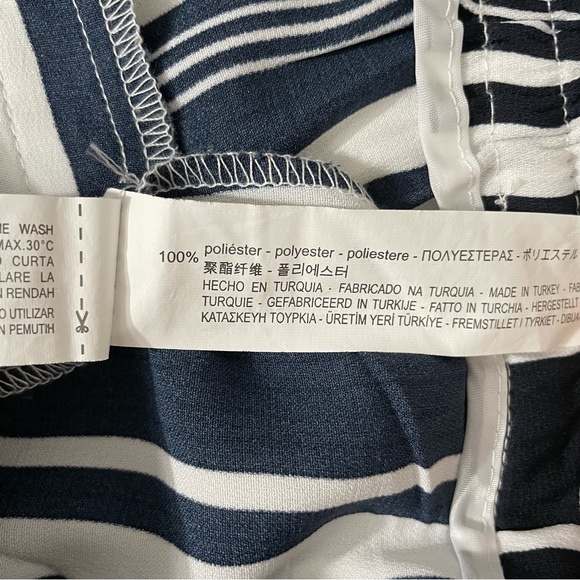 WASH
MAX.30°C
CURTA
LARE LA
N RENDAH
O UTILIZAR
N PEMUTIH
100% poliéster - polyester - poliestere - ΠΟΛΥΕΣΤΕΡΑΣ - ポリエステル
聚酯纤维 - 폴리에스터
HECHO EN TURQUIA - FABRICADO NA TURQUIA - MADE IN TURKEY - FAB
TURQUIE - GEFABRICEERD IN TURKIJE - FATTO IN TURCHIA - HERGESTELLT
ΚΑΤΑΣΚΕΥΗ ΤΟΥΡΚΙΑ - ÜRETİM YERİ TÜRKİYE - FREMSTILLET I TYRKIET - DIBUA